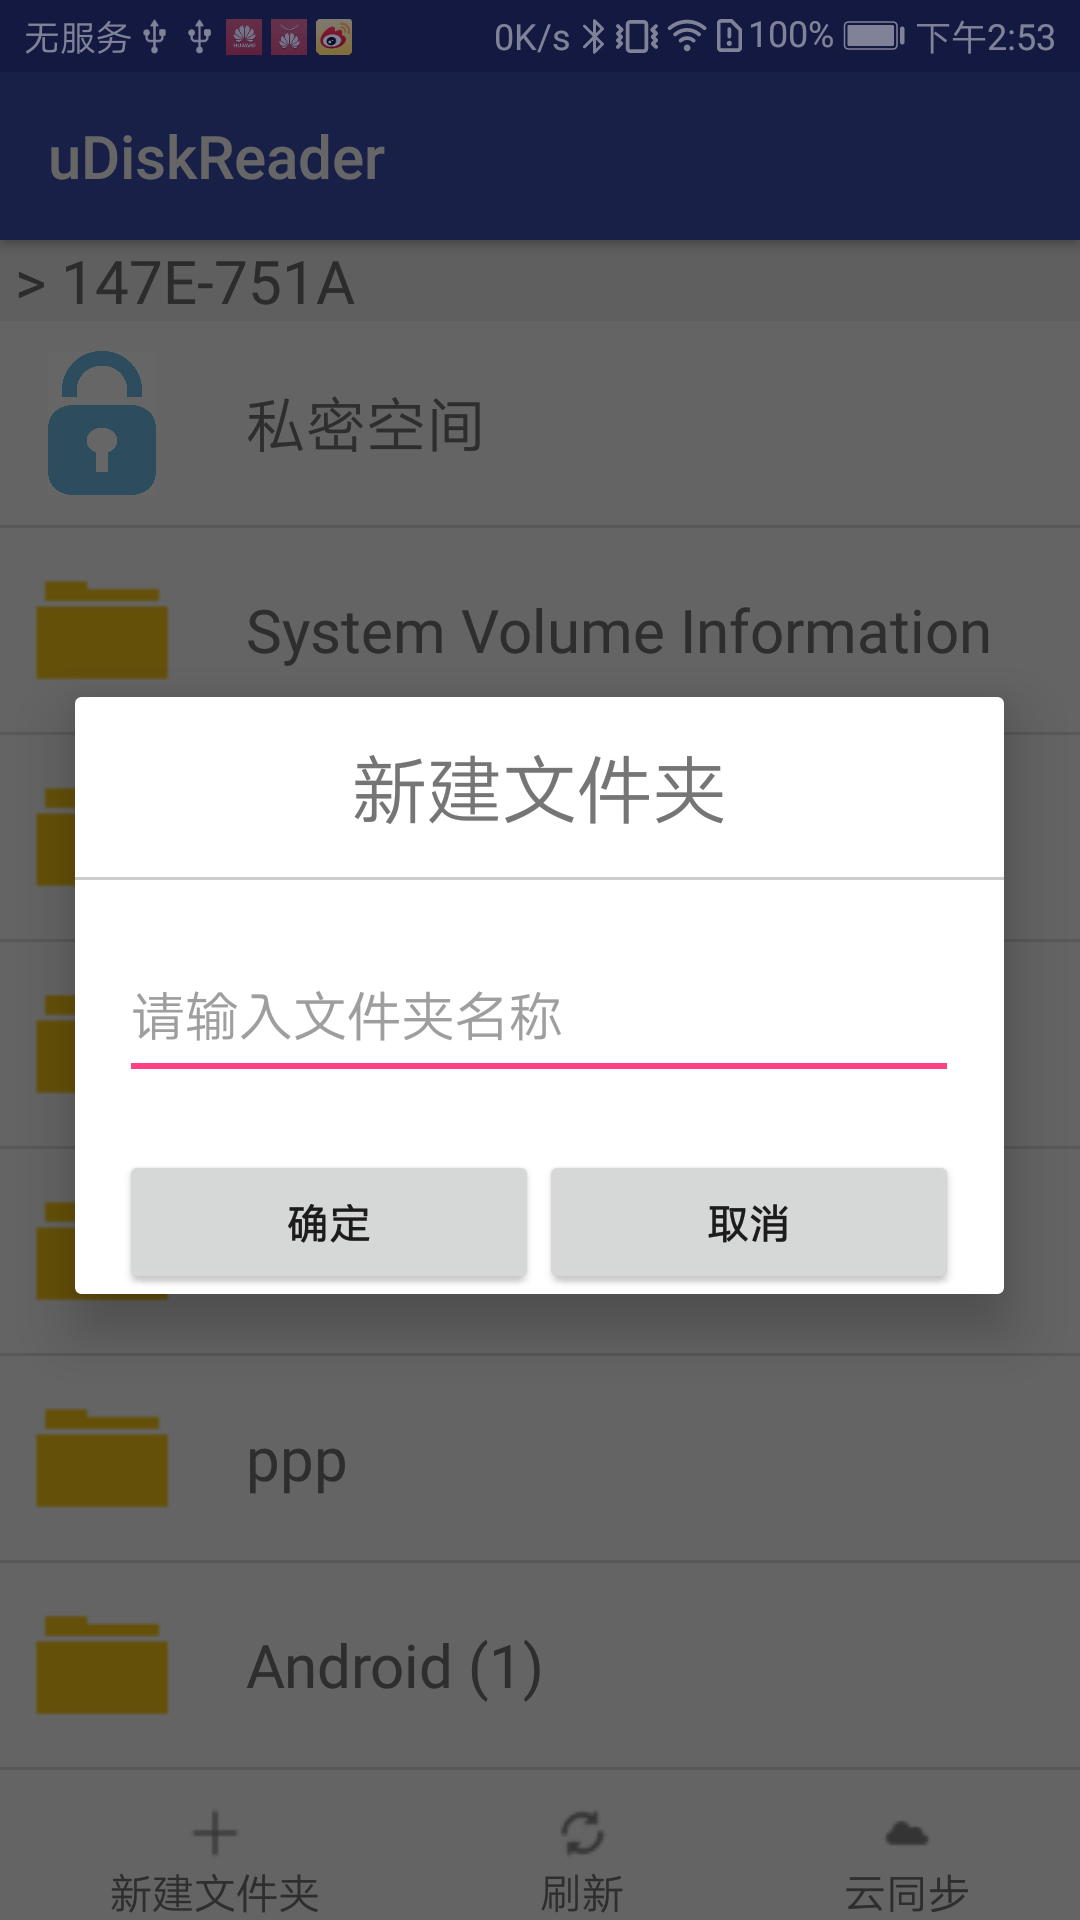 无服务 0K/s 100% 下午2:53
uDiskReader
> 147E-751A
私密空间
System Volume Information
新建文件夹
请输入文件夹名称
确定 取消
ppp
Android (1)
新建文件夹 刷新 云同步